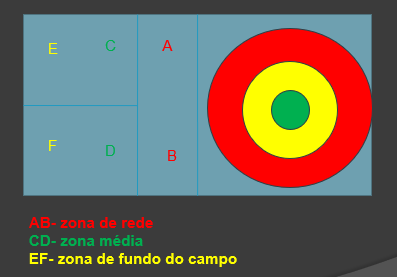 E C A
F D B
AB- zona de rede
CD- zona média
EF- zona de fundo do campo